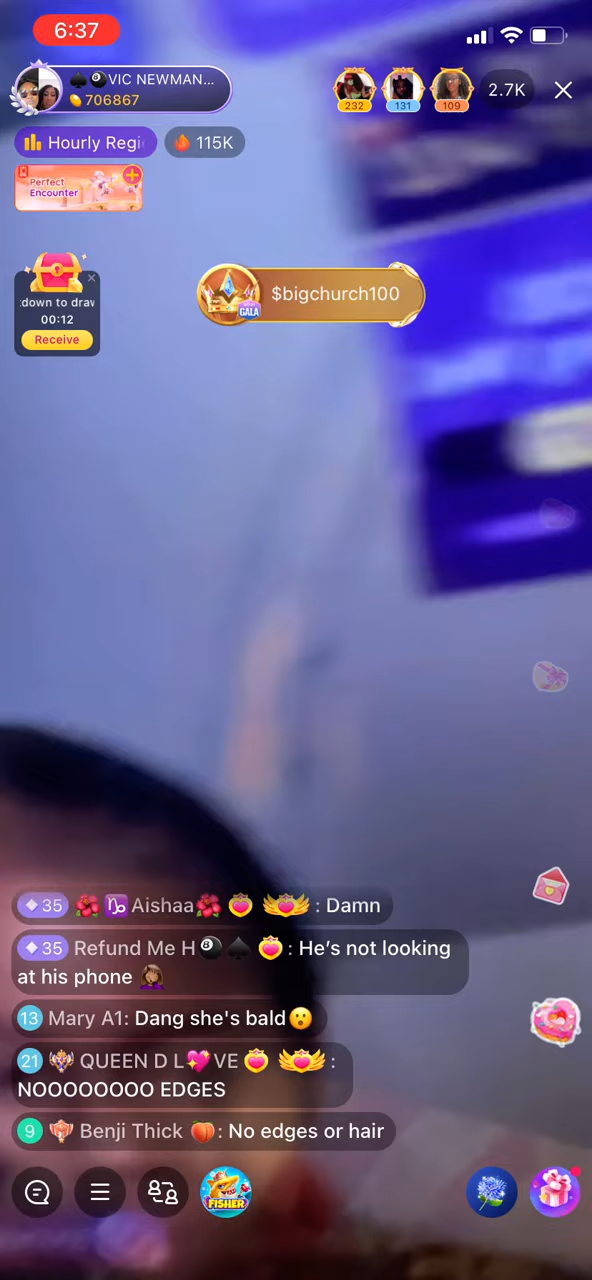 6:37
♠️🎱VIC NEWMAN...
706867
232
131
109
2.7K
Hourly Regi
115K
Perfect
Encounter
$bigchurch100
GALA
:down to draw
00:12
Receive
35 🌺♑Aishaa🌺 : Damn
35 Refund Me H🎱♠️ : He's not looking
at his phone 🤦🏾‍♀️
13 Mary A1: Dang she's bald😮
21 QUEEN D L💖VE :
NOOOOOOOO EDGES
9 Benji Thick 🍑: No edges or hair
FISHER